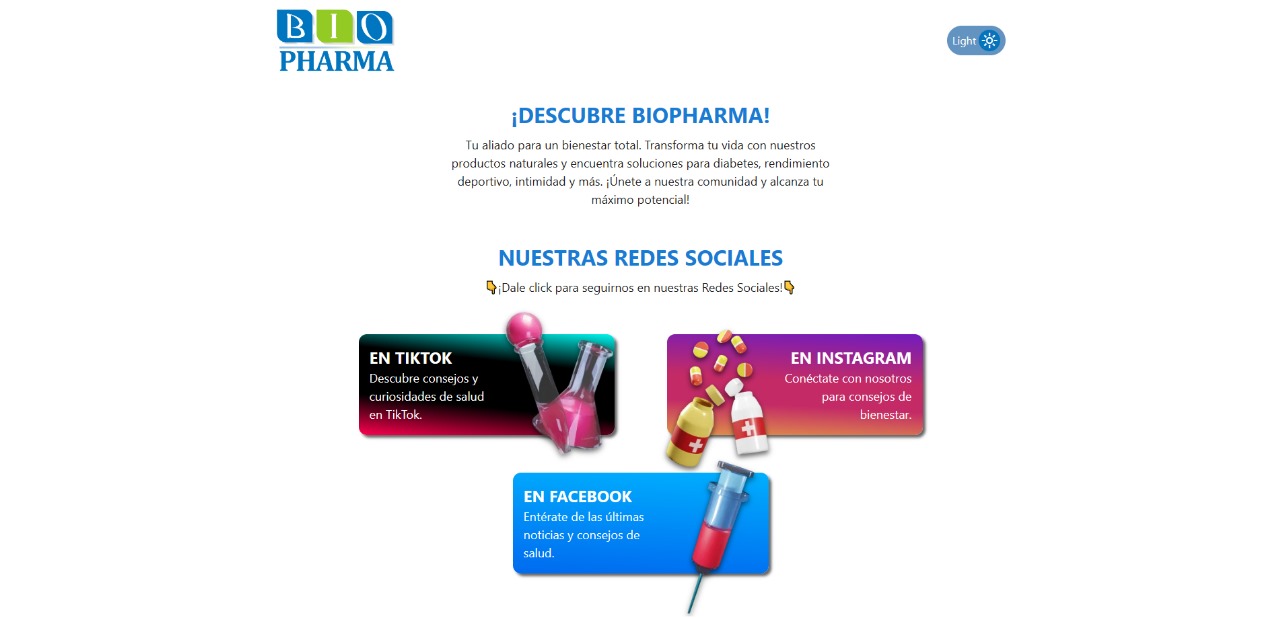 BIO
PHARMA
Light
¡DESCUBRE BIOPHARMA!
Tu aliado para un bienestar total. Transforma tu vida con nuestros
productos naturales y encuentra soluciones para diabetes, rendimiento
deportivo, intimidad y más. ¡Únete a nuestra comunidad y alcanza tu
máximo potencial!
NUESTRAS REDES SOCIALES
👇¡Dale click para seguirnos en nuestras Redes Sociales!👇
EN TIKTOK
Descubre consejos y
curiosidades de salud
en TikTok.
EN INSTAGRAM
Conéctate con nosotros
para consejos de
bienestar.
EN FACEBOOK
Entérate de las últimas
noticias y consejos de
salud.